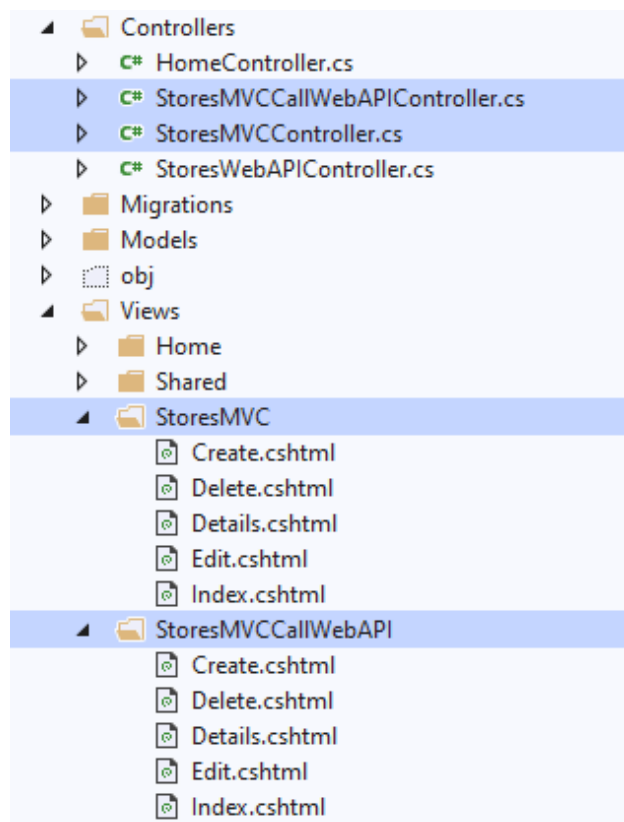 Controllers
C# HomeController.cs
C# StoresMVCCallWebAPIController.cs
C# StoresMVCController.cs
C# StoresWebAPIController.cs
Migrations
Models
obj
Views
Home
Shared
StoresMVC
Create.cshtml
Delete.cshtml
Details.cshtml
Edit.cshtml
Index.cshtml
StoresMVCCallWebAPI
Create.cshtml
Delete.cshtml
Details.cshtml
Edit.cshtml
Index.cshtml